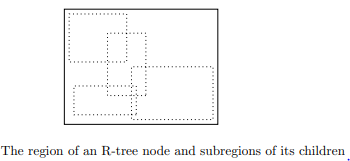 The region of an R-tree node and subregions of its children